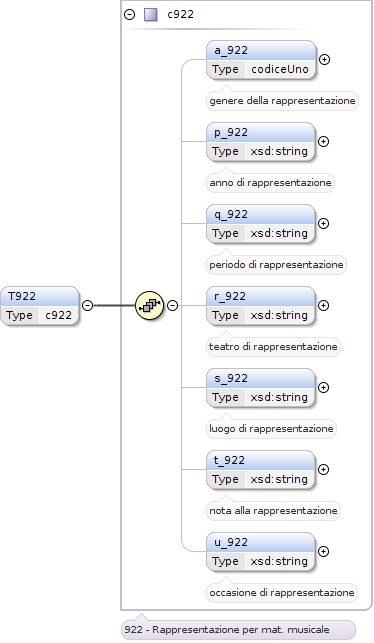 c922
a_922
Type codiceUno
genere della rappresentazione
p_922
Type xsd:string
anno di rappresentazione
q_922
Type xsd:string
periodo di rappresentazione
T922
Type c922
r_922
Type xsd:string
teatro di rappresentazione
s_922
Type xsd:string
luogo di rappresentazione
t_922
Type xsd:string
nota alla rappresentazione
u_922
Type xsd:string
occasione di rappresentazione
922 - Rappresentazione per mat. musicale